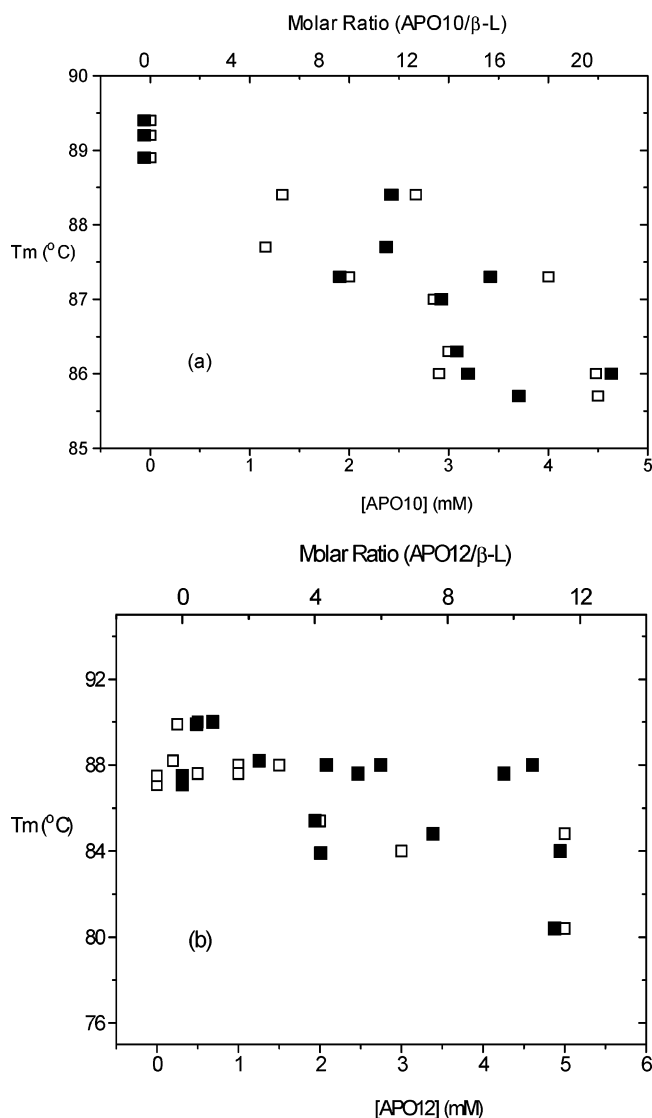 Molar Ratio (APO10/β-L)
0 4 8 12 16 20
90
89
88
Tm (°C)
87
86
85
(a)
0 1 2 3 4 5
[APO10] (mM)
Molar Ratio (APO12/β-L)
0 4 8 12
92
88
Tm (°C)
84
80
76
(b)
0 1 2 3 4 5 6
[APO12] (mM)